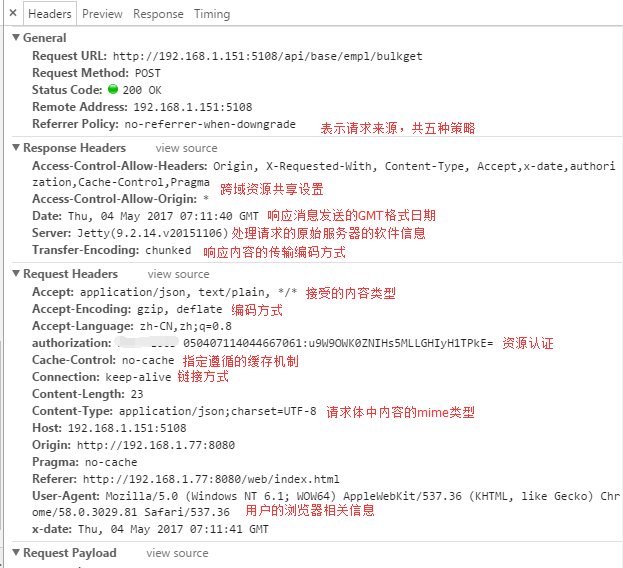 × Headers Preview Response Timing
▼ General
Request URL: http://192.168.1.151:5108/api/base/empl/bulkget
Request Method: POST
Status Code: 200 OK
Remote Address: 192.168.1.151:5108
Referrer Policy: no-referrer-when-downgrade 表示请求来源，共五种策略
▼ Response Headers view source
Access-Control-Allow-Headers: Origin, X-Requested-With, Content-Type, Accept,x-date,author
ization,Cache-Control,Pragma 跨域资源共享设置
Access-Control-Allow-Origin: *
Date: Thu, 04 May 2017 07:11:40 GMT 响应消息发送的GMT格式日期
Server: Jetty(9.2.14.v20151106) 处理请求的原始服务器的软件信息
Transfer-Encoding: chunked 响应内容的传输编码方式
▼ Request Headers view source
Accept: application/json, text/plain, */* 接受的内容类型
Accept-Encoding: gzip, deflate 编码方式
Accept-Language: zh-CN,zh;q=0.8
authorization: 050407114044667061:u9W9OWK0ZNIHs5MLLGHIyH1TPkE= 资源认证
Cache-Control: no-cache 指定遵循的缓存机制
Connection: keep-alive 链接方式
Content-Length: 23
Content-Type: application/json;charset=UTF-8 请求体中内容的mime类型
Host: 192.168.1.151:5108
Origin: http://192.168.1.77:8080
Pragma: no-cache
Referer: http://192.168.1.77:8080/web/index.html
User-Agent: Mozilla/5.0 (Windows NT 6.1; WOW64) AppleWebKit/537.36 (KHTML, like Gecko) Chr
ome/58.0.3029.81 Safari/537.36 用户的浏览器相关信息
x-date: Thu, 04 May 2017 07:11:41 GMT
▼ Request Payload view source